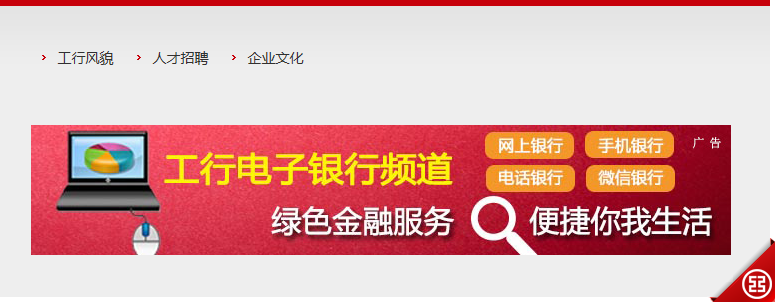 工行风貌 人才招聘 企业文化
网上银行 手机银行 广告
工行电子银行频道
电话银行 微信银行
绿色金融服务 便捷你我生活